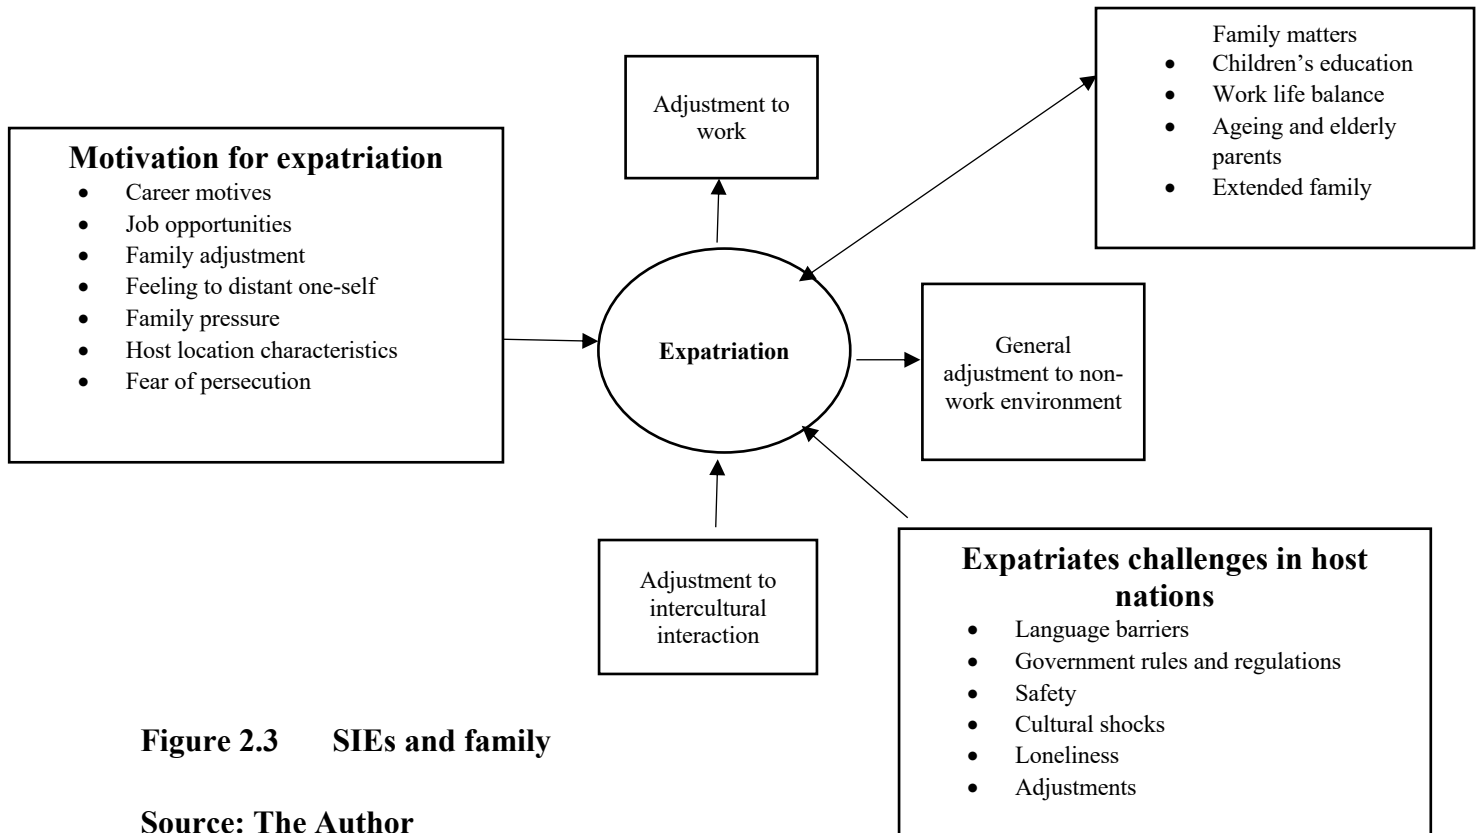 Motivation for expatriation
• Career motives
• Job opportunities
• Family adjustment
• Feeling to distant one-self
• Family pressure
• Host location characteristics
• Fear of persecution
Adjustment to
work
Family matters
• Children’s education
• Work life balance
• Ageing and elderly
parents
• Extended family
Expatriation
General
adjustment to non-
work environment
Adjustment to
intercultural
interaction
Expatriates challenges in host
nations
• Language barriers
• Government rules and regulations
• Safety
• Cultural shocks
• Loneliness
• Adjustments
Figure 2.3 SIEs and family
Source: The Author